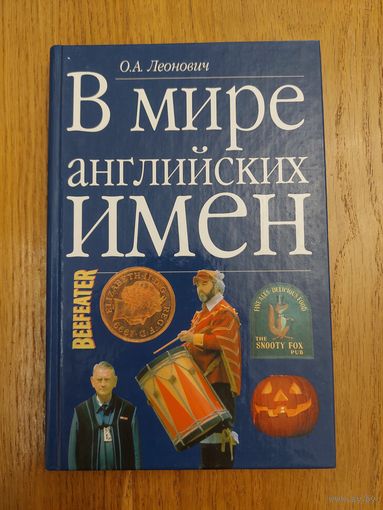 О.А. Леонович
В мире
английских
имен
BEEFEATER
THE
SNOOTY FOX
PUB